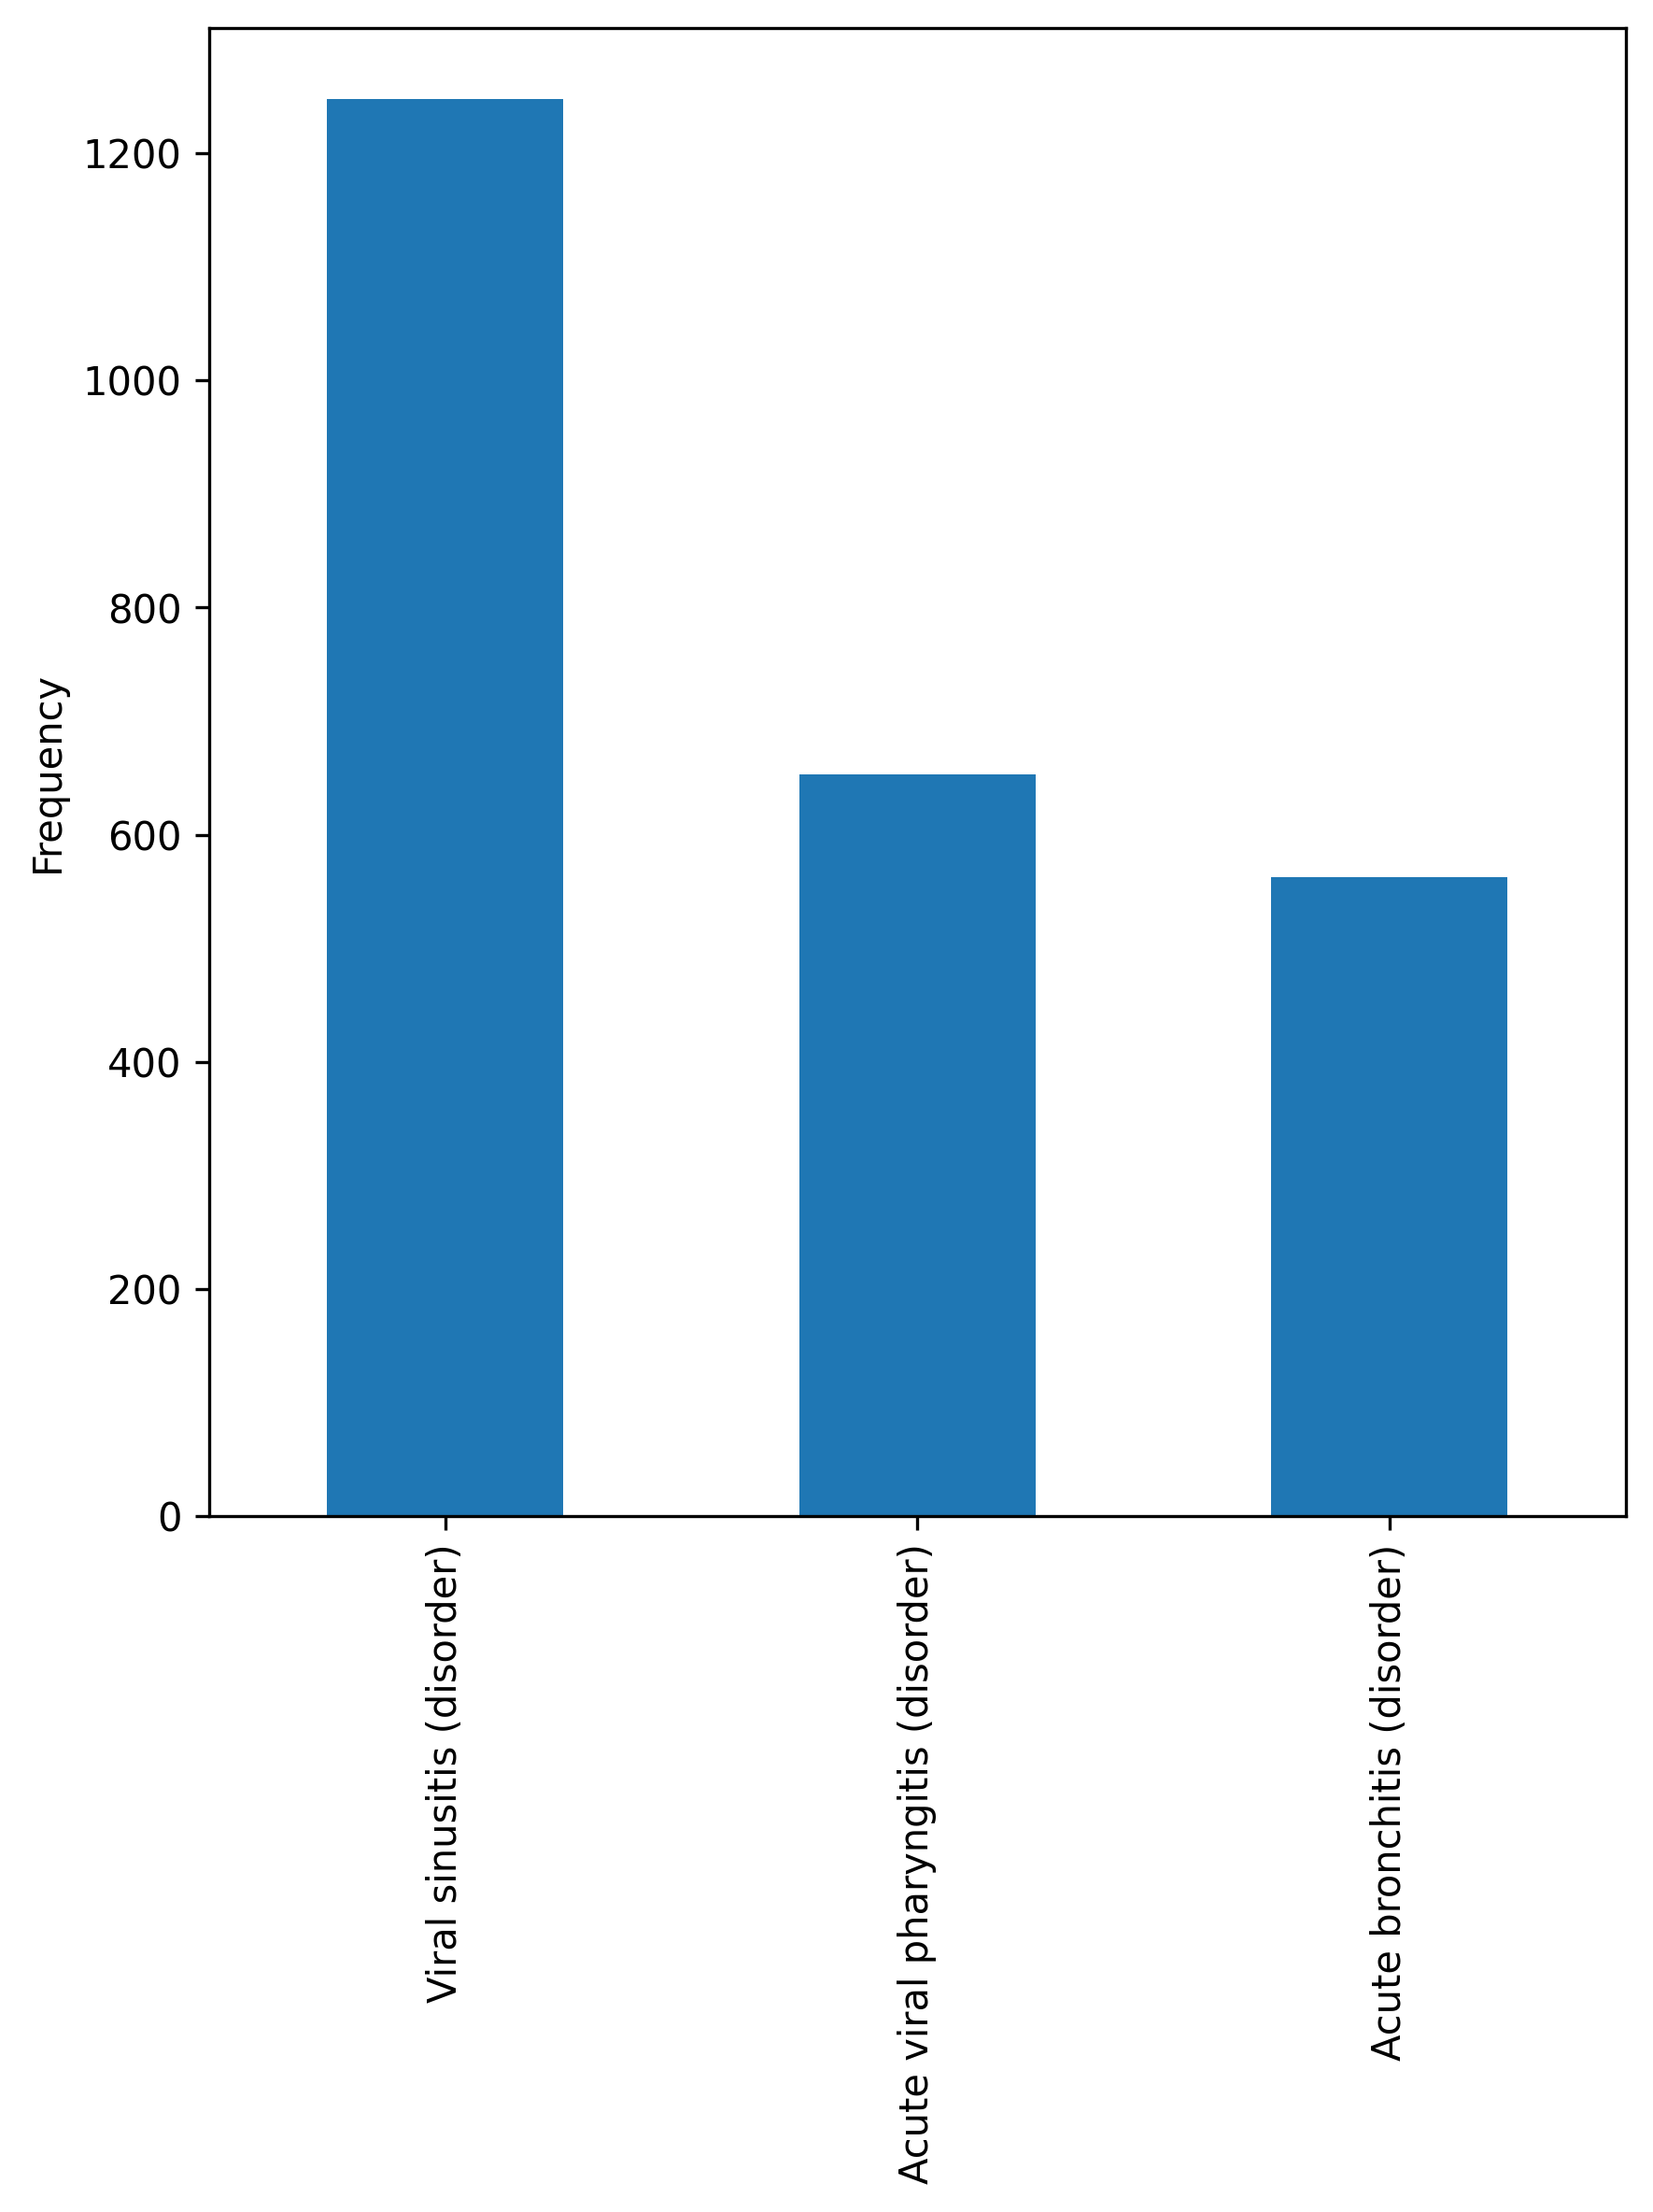 1200
1000
800
600
400
200
0
Frequency
Viral sinusitis (disorder)
Acute viral pharyngitis (disorder)
Acute bronchitis (disorder)